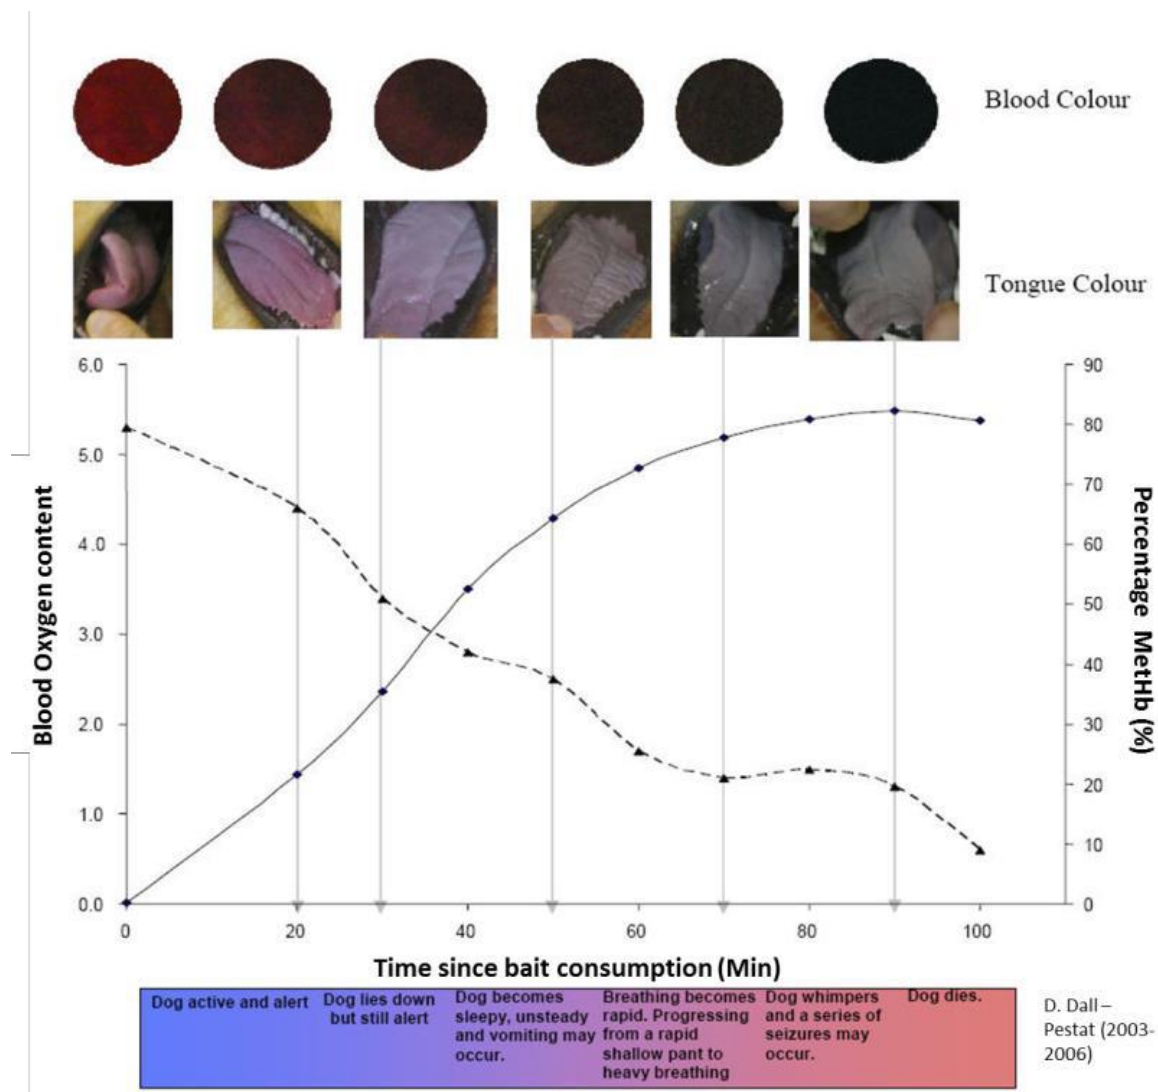 Blood Colour
Tongue Colour
6.0
5.0
4.0
3.0
2.0
1.0
0.0
Blood Oxygen content
90
80
70
60
50
40
30
20
10
0
Percentage MetHb (%)
0
20
40
60
80
100
Time since bait consumption (Min)
Dog active and alert
Dog lies down
but still alert
Dog becomes
sleepy, unsteady
and vomiting may
occur.
Breathing becomes
rapid. Progressing
from a rapid
shallow pant to
heavy breathing
Dog whimpers
and a series of
seizures may
occur.
Dog dies.
D. Dall –
Pestat (2003-
2006)